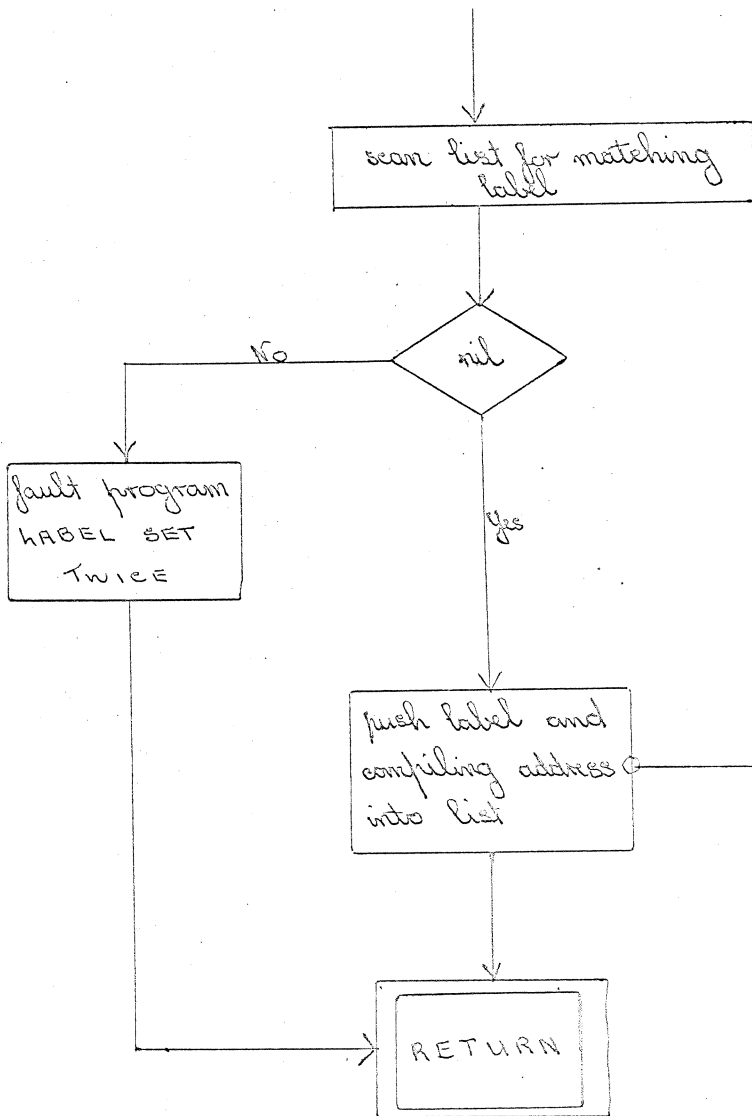 scan list for matching
label
nil
No
Yes
fault program
LABEL SET
TWICE
push label and
compiling address
into list
RETURN